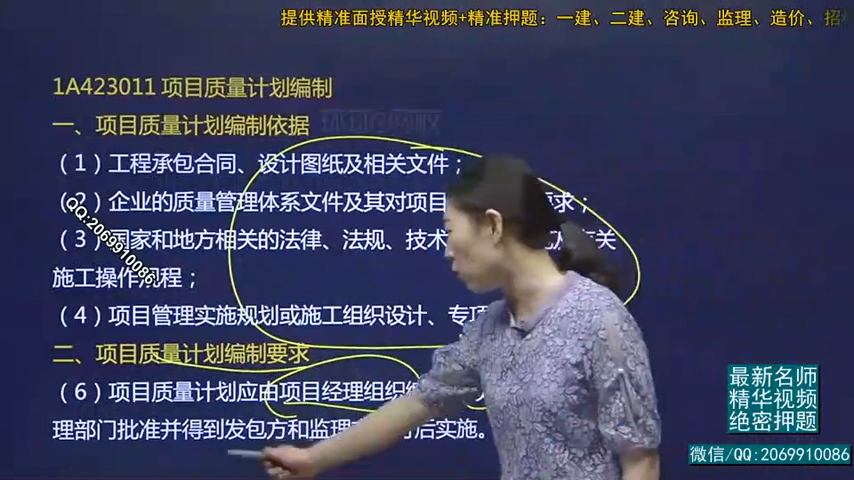 提供精准面授精华视频+精准押题：一建、二建、咨询、监理、造价、招
1A423011 项目质量计划编制
一、项目质量计划编制依据
（1）工程承包合同、设计图纸及相关文件；
（2）企业的质量管理体系文件及其对项目 要求；
（3）国家和地方相关的法律、法规、技术 有关
施工操作规程；
（4）项目管理实施规划或施工组织设计、专项
二、项目质量计划编制要求
（6）项目质量计划应由项目经理组织编
理部门批准并得到发包方和监理 后实施。
QQ:2069910086
最新名师
精华视频
绝密押题
微信/QQ:2069910086